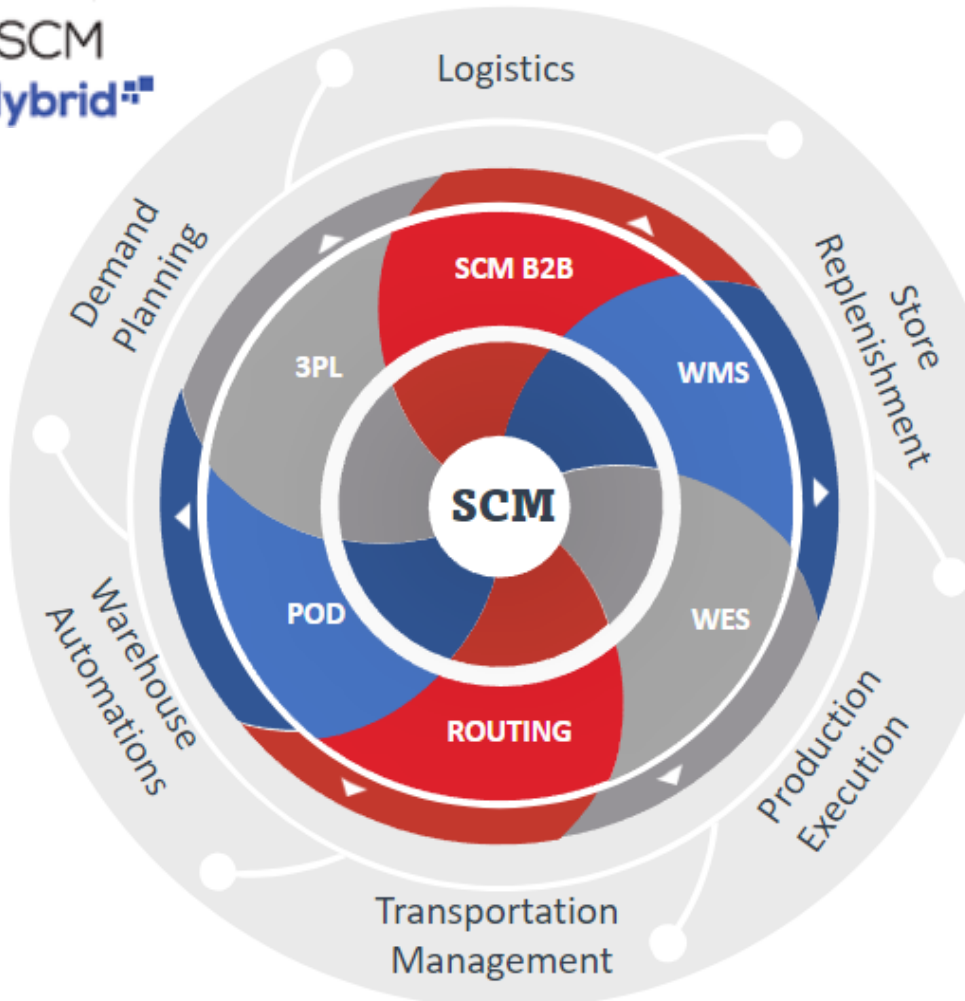 SCM
Hybrid
Logistics
Demand
Planning
Store
Replenishment
SCM B2B
3PL
WMS
SCM
POD
WES
ROUTING
Warehouse
Automations
Production
Execution
Transportation
Management